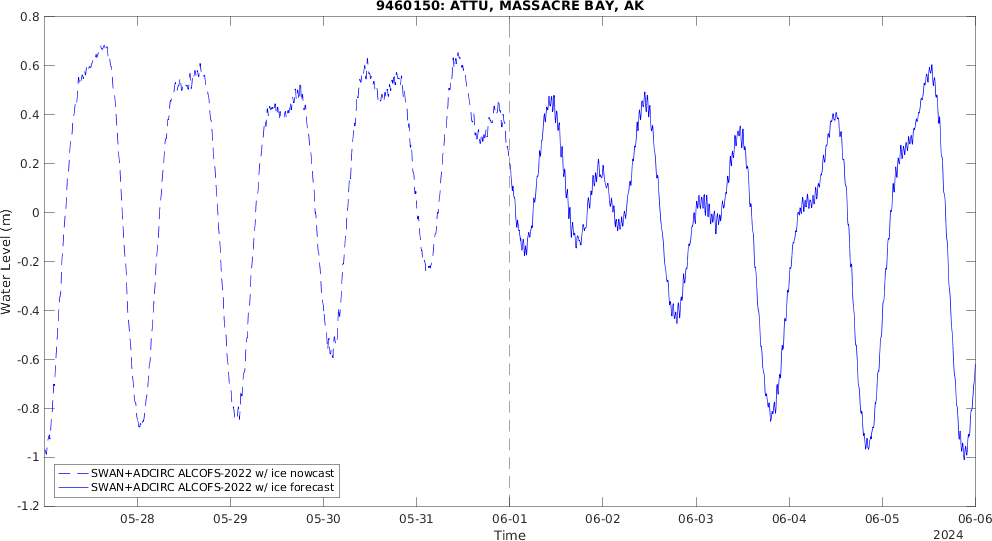 9460150: ATTU, MASSACRE BAY, AK
0.8
0.6
0.4
0.2
0
-0.2
-0.4
-0.6
-0.8
-1
-1.2
Water Level (m)
SWAN+ADCIRC ALCOFS-2022 w/ ice nowcast
SWAN+ADCIRC ALCOFS-2022 w/ ice forecast
05-28 05-29 05-30 05-31 06-01 06-02 06-03 06-04 06-05 06-06
Time
2024